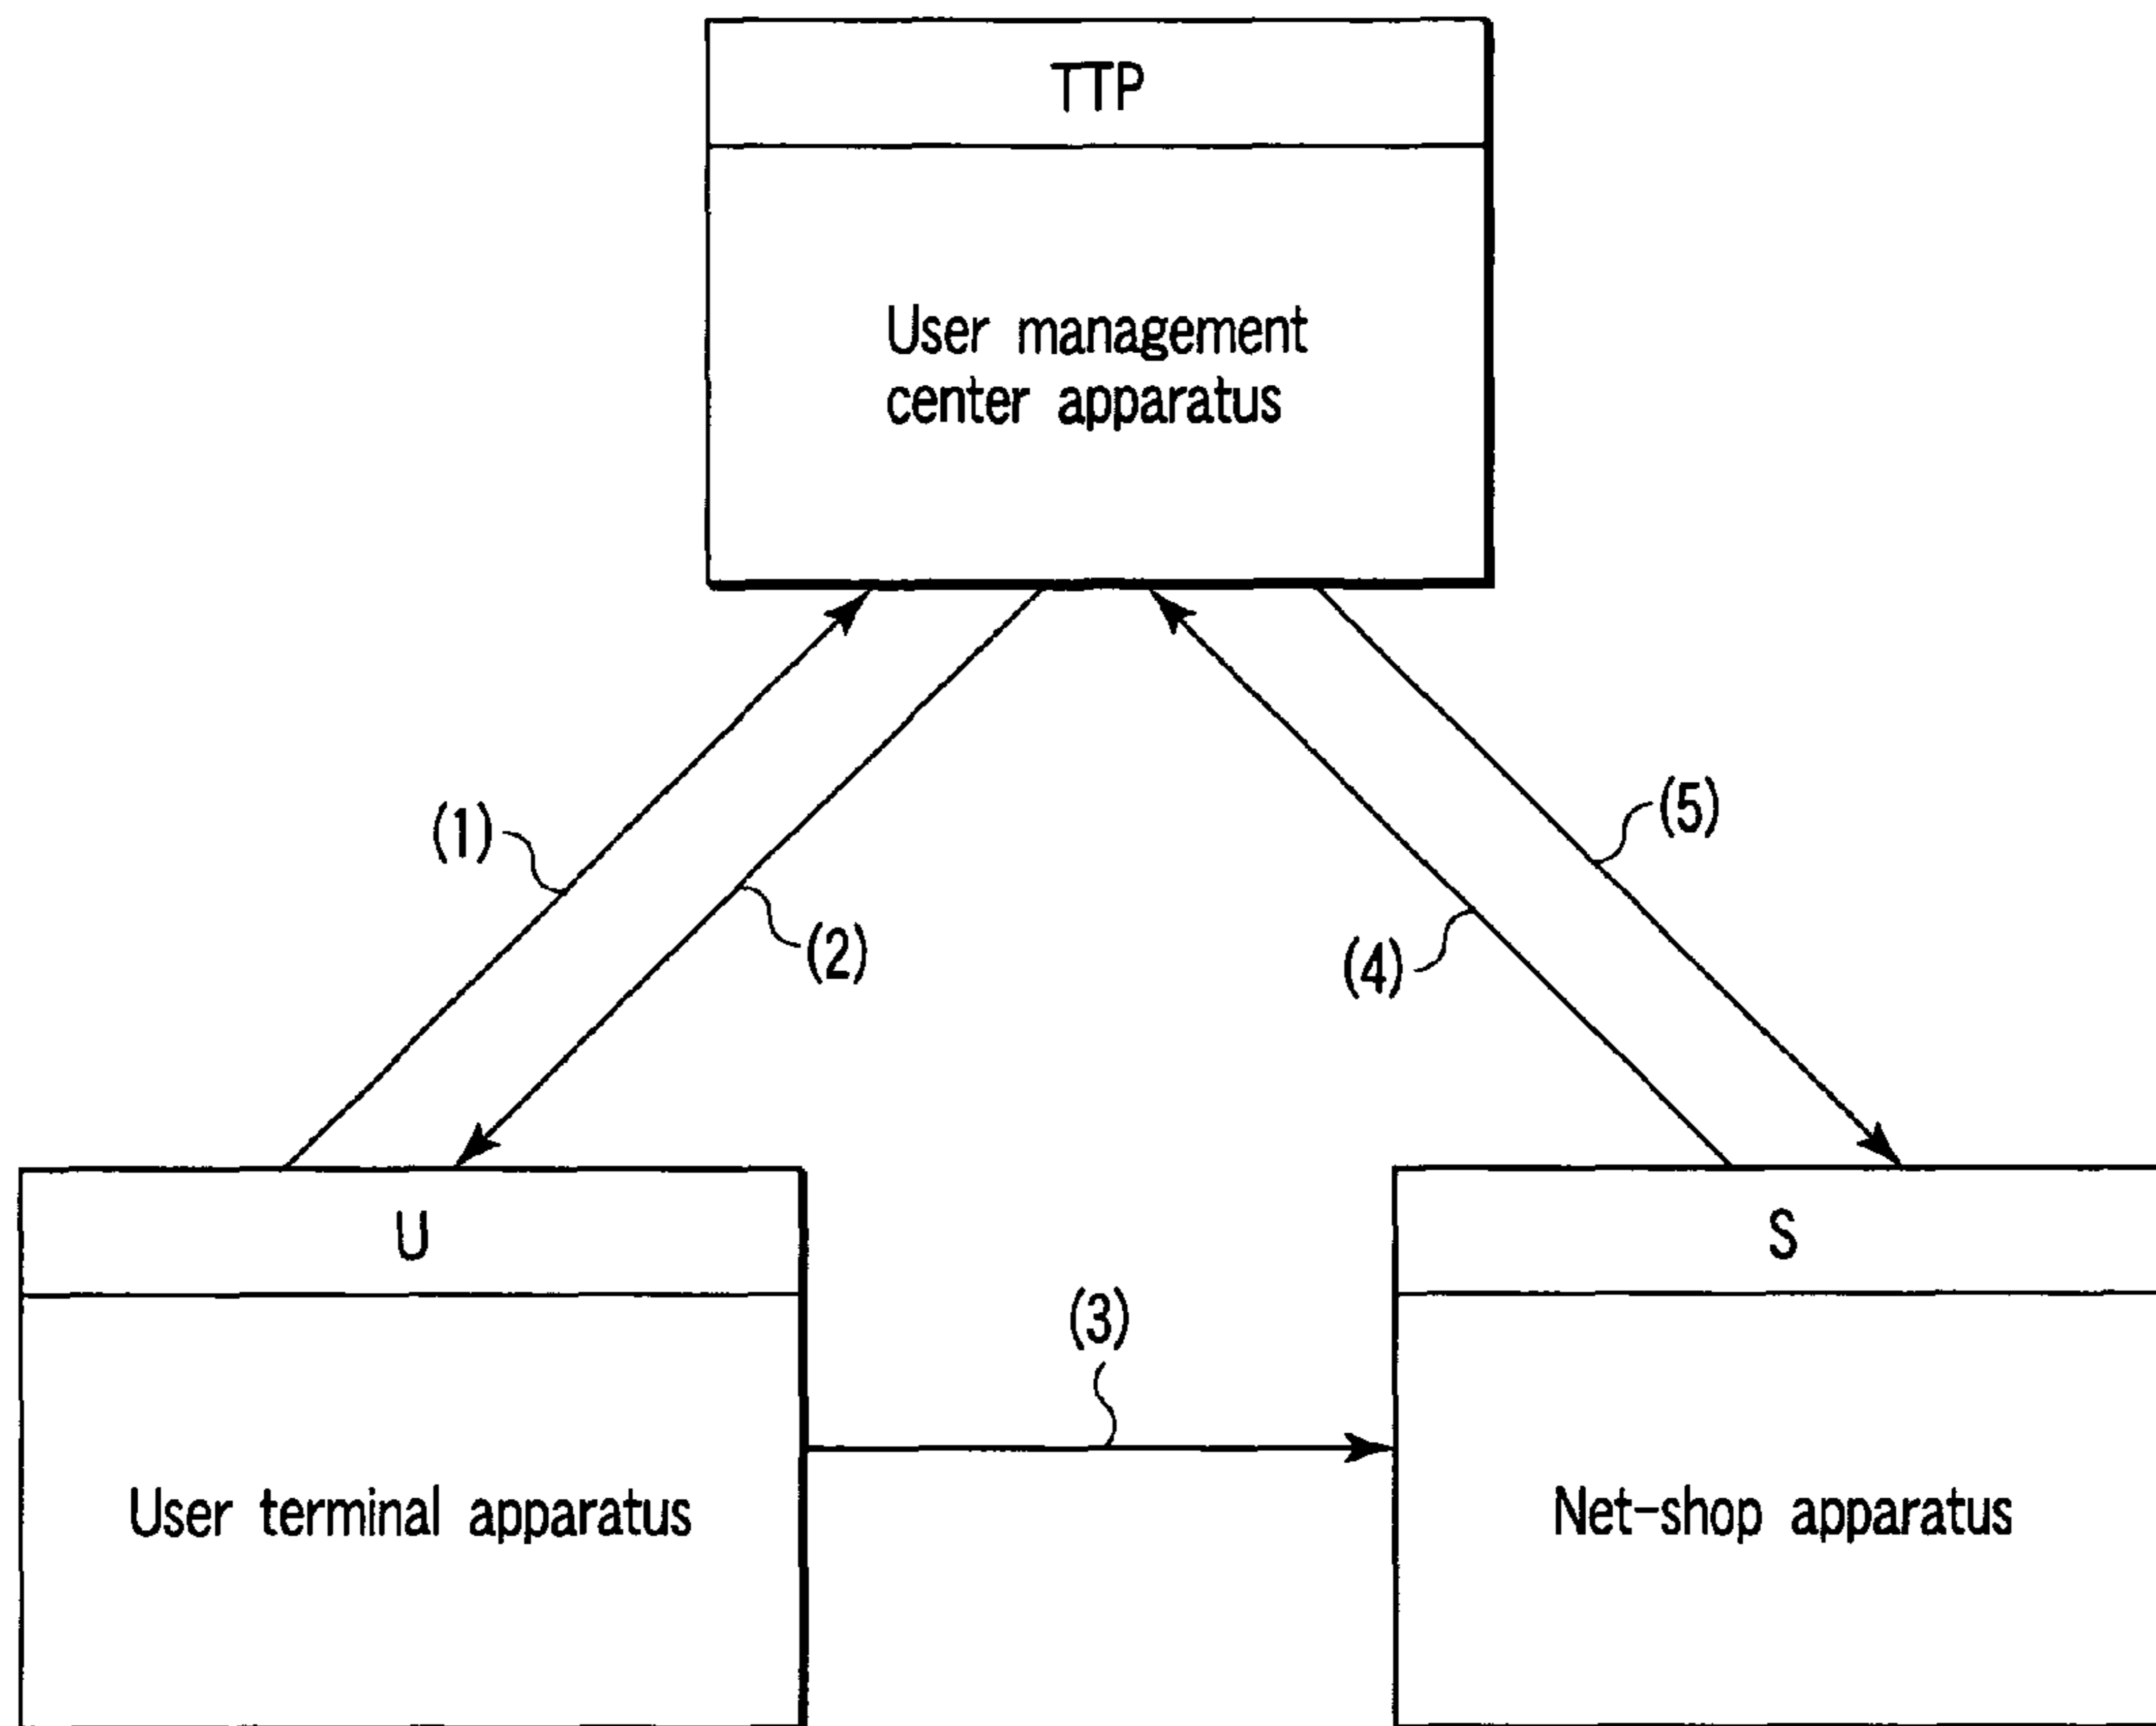 TTP
User management
center apparatus
(1)
(2)
(4)
(5)
U
User terminal apparatus
(3)
S
Net-shop apparatus